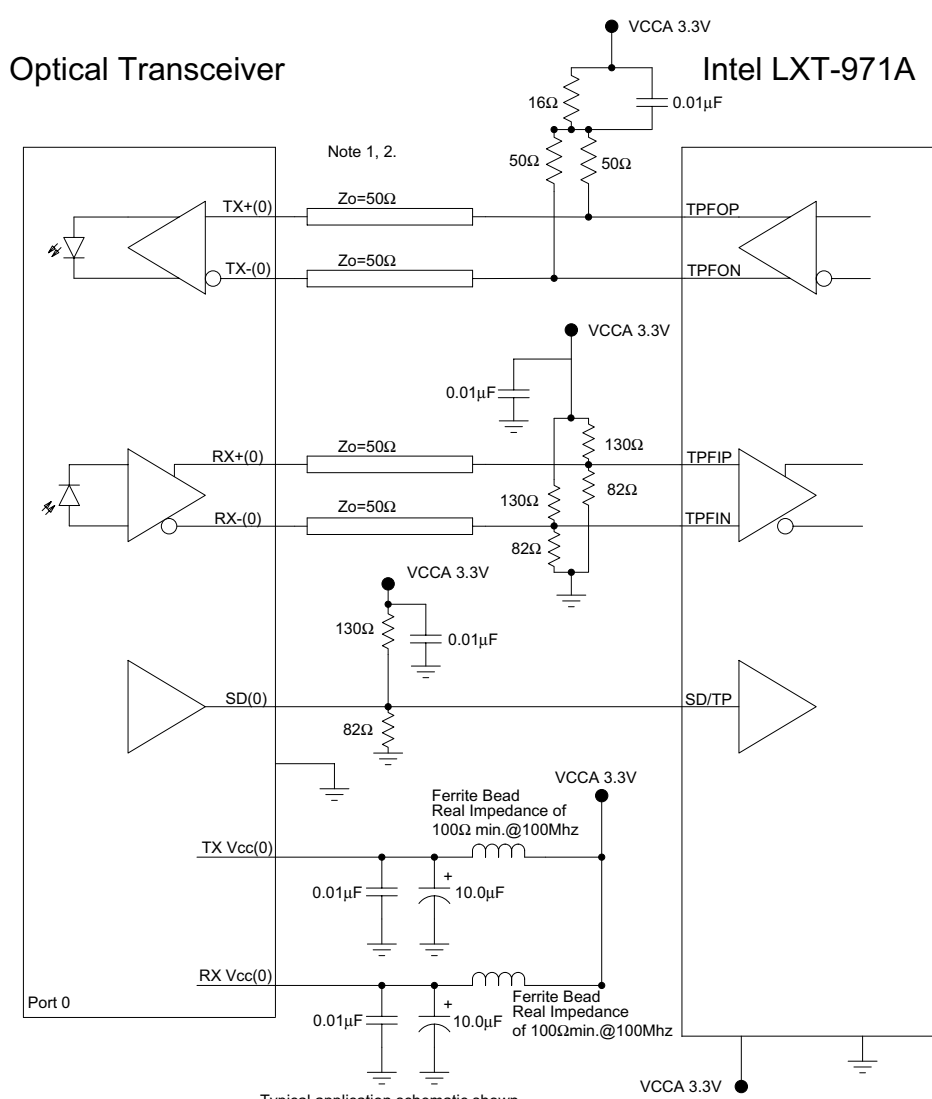 VCCA 3.3V
Optical Transceiver
Intel LXT-971A
16Ω
0.01μF
Note 1, 2.
50Ω
50Ω
TX+(0)
Zo=50Ω
TPFOP
TX-(0)
Zo=50Ω
TPFON
VCCA 3.3V
0.01μF
130Ω
RX+(0)
Zo=50Ω
TPFIP
130Ω
82Ω
RX-(0)
Zo=50Ω
TPFIN
82Ω
VCCA 3.3V
130Ω
0.01μF
SD(0)
SD/TP
82Ω
VCCA 3.3V
Ferrite Bead
Real Impedance of
100Ω min.@100Mhz
TX Vcc(0)
+
0.01μF
10.0μF
RX Vcc(0)
Port 0
+
0.01μF
10.0μF
Ferrite Bead
Real Impedance
of 100Ωmin.@100Mhz
VCCA 3.3V
Typical application schematic shown